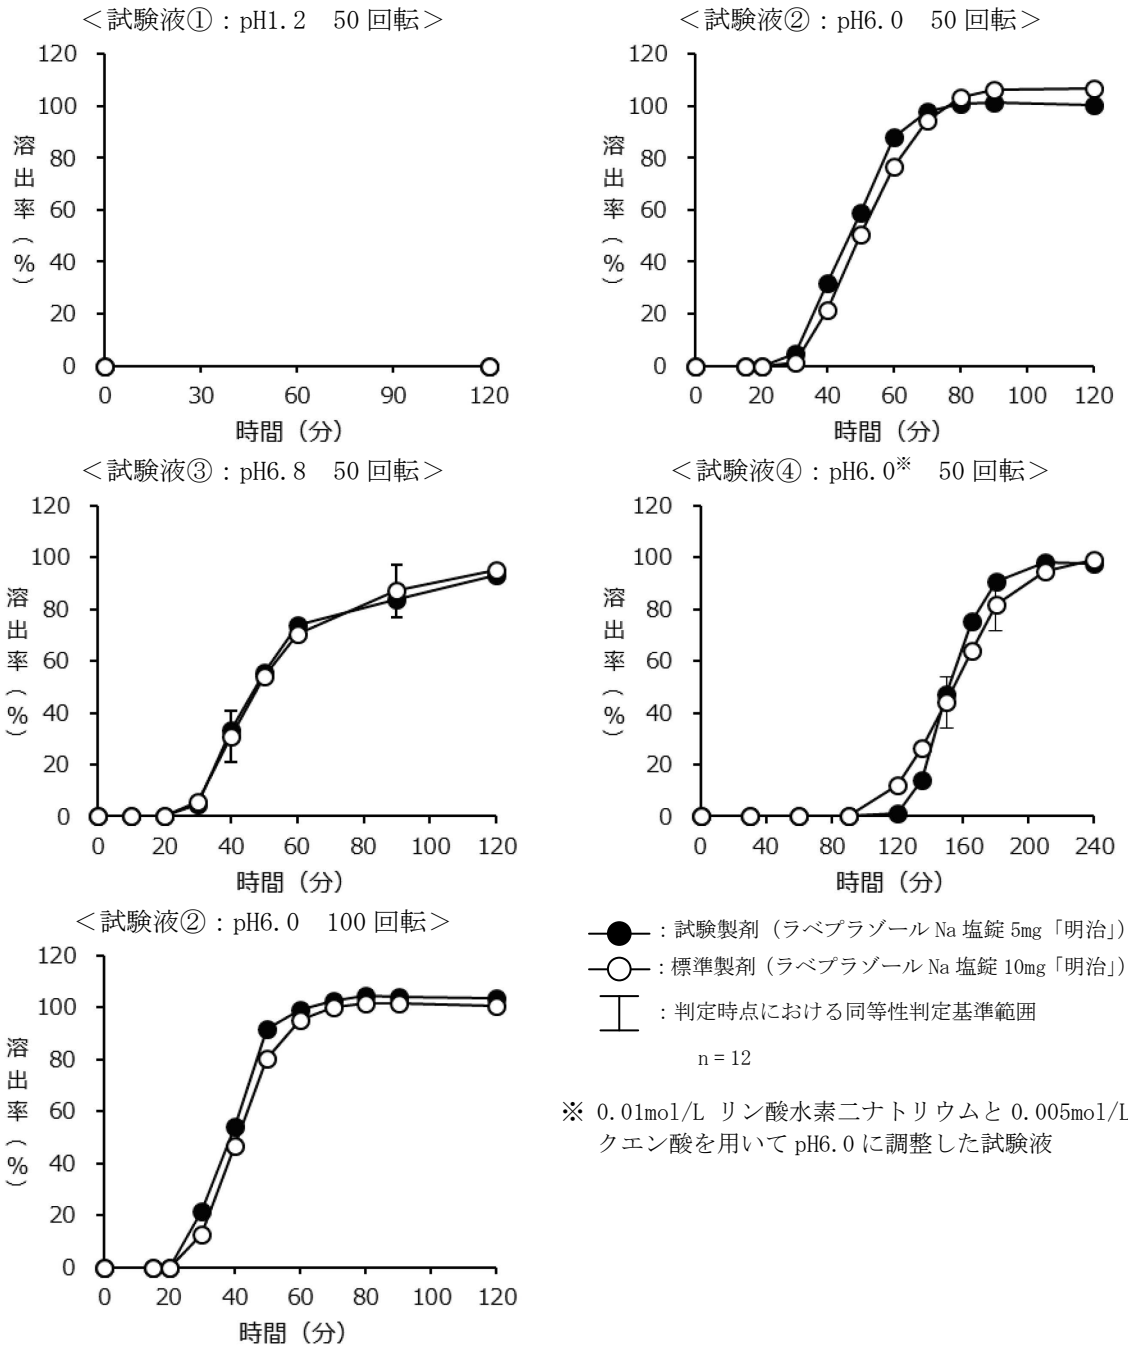 ＜試験液①：pH1.2　50 回転＞
120
100
80
60
40
20
0
溶出率(%)
0 30 60 90 120
時間（分）
＜試験液②：pH6.0　50 回転＞
120
100
80
60
40
20
0
溶出率(%)
0 20 40 60 80 100 120
時間（分）
＜試験液③：pH6.8　50 回転＞
120
100
80
60
40
20
0
溶出率(%)
0 20 40 60 80 100 120
時間（分）
＜試験液④：pH6.0※　50 回転＞
120
100
80
60
40
20
0
溶出率(%)
0 40 80 120 160 200 240
時間（分）
＜試験液②：pH6.0　100 回転＞
120
100
80
60
40
20
0
溶出率(%)
0 20 40 60 80 100 120
時間（分）
：試験製剤（ラベプラゾール Na 塩錠 5mg「明治」）
：標準製剤（ラベプラゾール Na 塩錠 10mg「明治」）
：判定時点における同等性判定基準範囲
n = 12
※ 0.01mol/L リン酸水素二ナトリウムと 0.005mol/L
クエン酸を用いて pH6.0 に調整した試験液